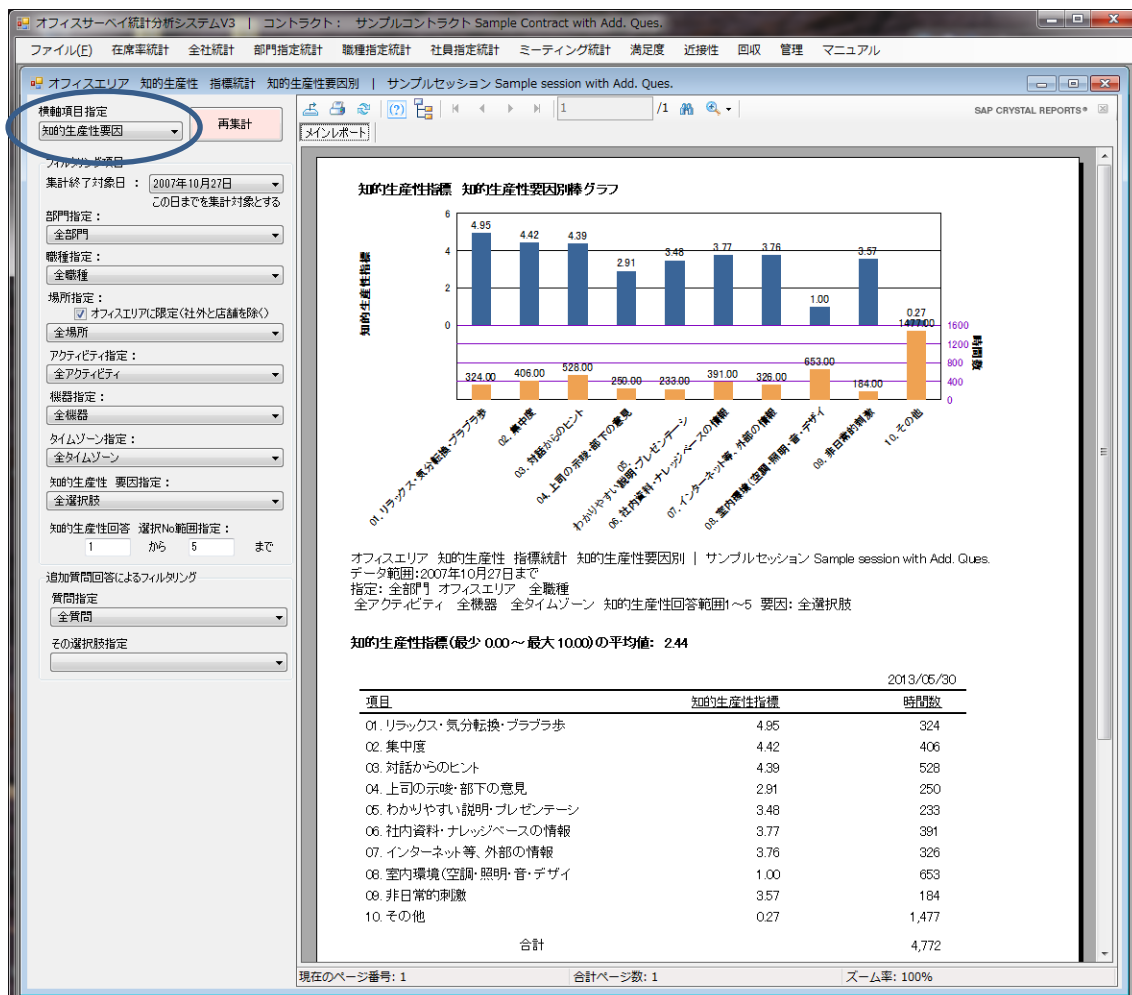 オフィスサーベイ統計分析システムV3 | コントラクト： サンプルコントラクト Sample Contract with Add. Ques.
ファイル(F) 在席率統計 全社統計 部門指定統計 職種指定統計 社員指定統計 ミーティング統計 満足度 近接性 回収 管理 マニュアル
オフィスエリア 知的生産性 指標統計 知的生産性要因別 | サンプルセッション Sample session with Add. Ques.
横軸項目指定
知的生産性要因
再集計
フィルタリング項目
集計終了対象日 ： 2007年10月27日
この日までを集計対象とする
部門指定：
全部門
職種指定：
全職種
場所指定：
オフィスエリアに限定(社外と店舗を除く)
全場所
アクティビティ指定：
全アクティビティ
機器指定：
全機器
タイムゾーン指定：
全タイムゾーン
知的生産性 要因指定：
全選択肢
知的生産性回答 選択No範囲指定：
1 から 5 まで
追加質問回答によるフィルタリング
質問指定
全質問
その選択肢指定
1 /1
SAP CRYSTAL REPORTS®
メインレポート
知的生産性指標 知的生産性要因別棒グラフ
知的生産性指標
6
4
2
0
4.95 4.42 4.39 2.91 3.48 3.77 3.76 1.00 3.57 0.27
1600
1200
800
400
0
時間数
324.00 406.00 528.00 250.00 233.00 391.00 326.00 653.00 184.00 1477.00
01. リラックス・気分転換・ブラブラ歩
02. 集中度
03. 対話からのヒント
04. 上司の示唆・部下の意見
05. わかりやすい説明・プレゼンテーシ
06. 社内資料・ナレッジベースの情報
07. インターネット等、外部の情報
08. 室内環境(空調・照明・音・デザイ
09. 非日常的刺激
10. その他
オフィスエリア 知的生産性 指標統計 知的生産性要因別 | サンプルセッション Sample session with Add. Ques.
データ範囲:2007年10月27日まで
指定: 全部門 オフィスエリア 全職種
全アクティビティ 全機器 全タイムゾーン 知的生産性回答範囲1～5 要因: 全選択肢
知的生産性指標(最少 0.00～最大 10.00)の平均値: 2.44
2013/05/30
項目 知的生産性指標 時間数
01. リラックス・気分転換・ブラブラ歩 4.95 324
02. 集中度 4.42 406
03. 対話からのヒント 4.39 528
04. 上司の示唆・部下の意見 2.91 250
05. わかりやすい説明・プレゼンテーシ 3.48 233
06. 社内資料・ナレッジベースの情報 3.77 391
07. インターネット等、外部の情報 3.76 326
08. 室内環境(空調・照明・音・デザイ 1.00 653
09. 非日常的刺激 3.57 184
10. その他 0.27 1,477
合計 4,772
現在のページ番号: 1 合計ページ数: 1 ズーム率: 100%